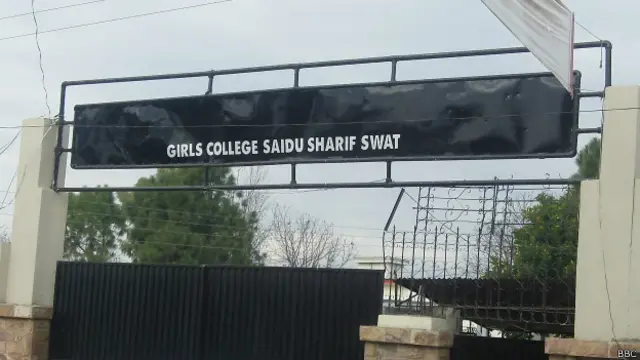 GIRLS COLLEGE SAIDU SHARIF SWAT
BBC